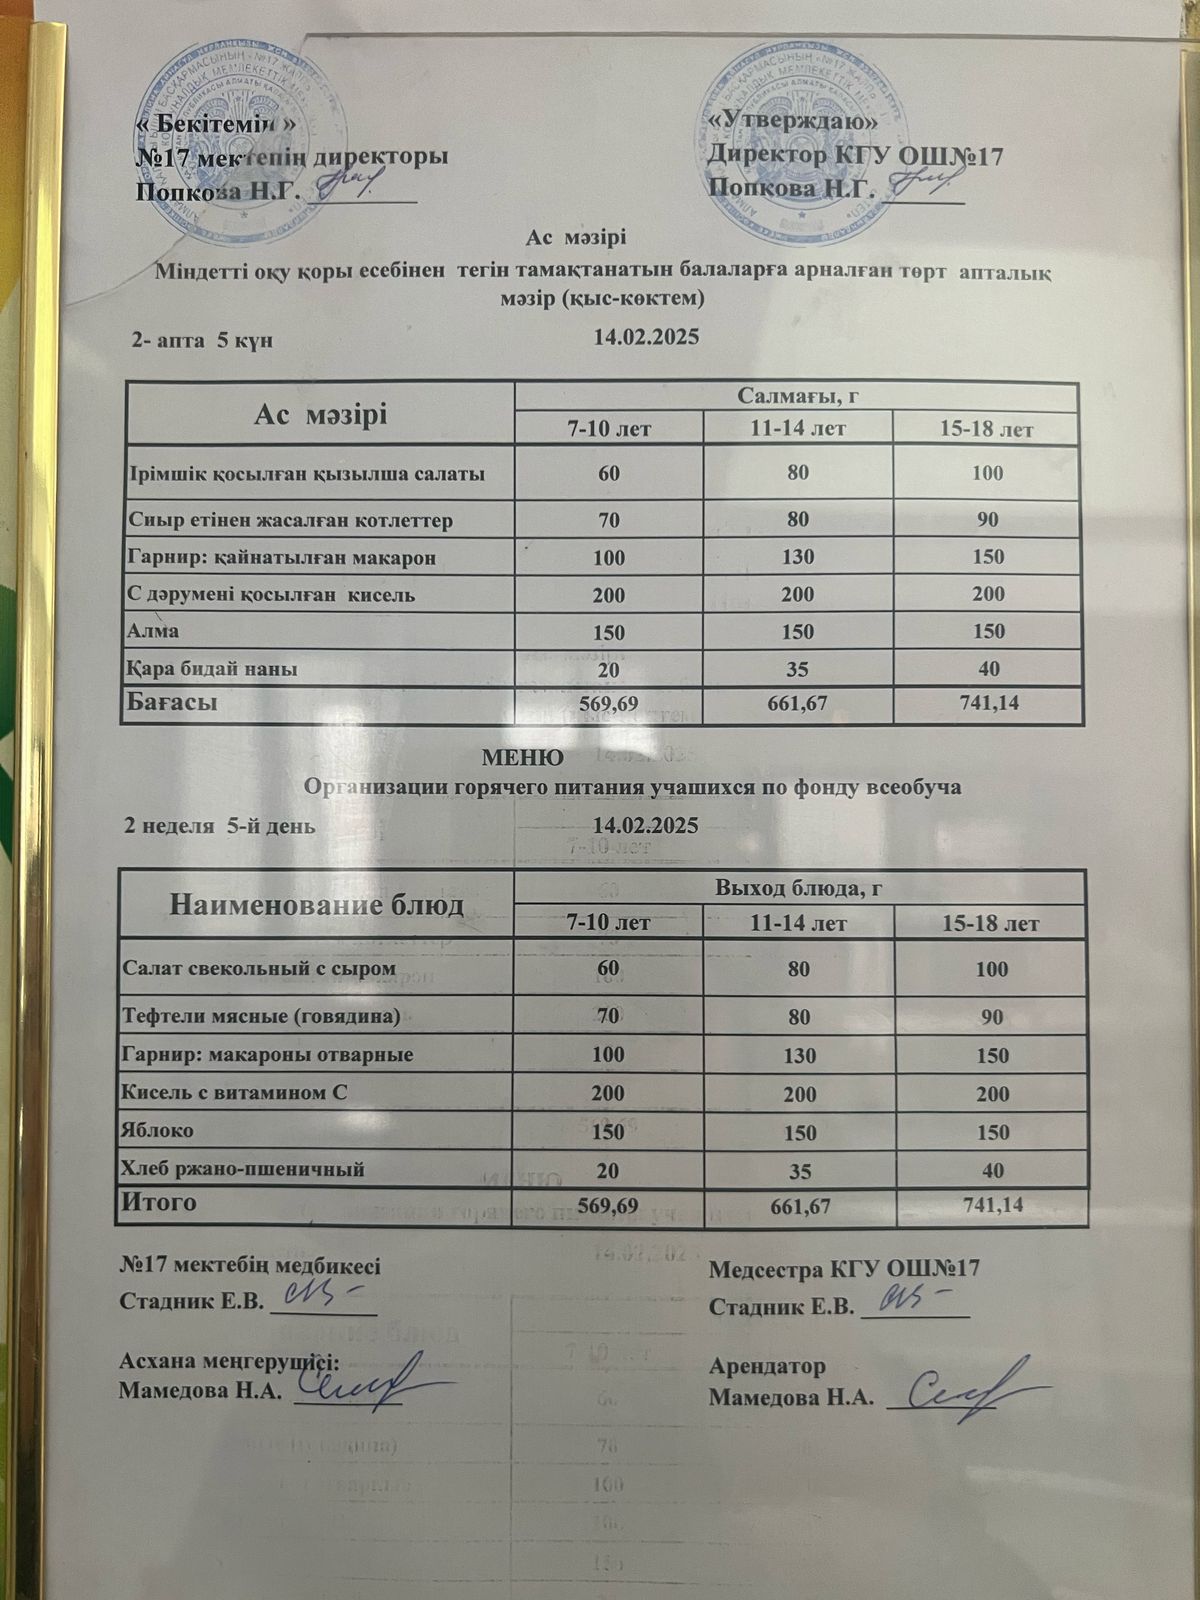 « Бекітемін »
№17 мектепің директоры
Попкова Н.Г.
«Утверждаю»
Директор КГУ ОШ№17
Попкова Н.Г.
Ас мәзірі
Міндетті оқу қоры есебінен тегін тамақтанатын балаларға арналған төрт апталық
мәзір (қыс-көктем)
2- апта 5 күн 14.02.2025
Ас мәзірі Салмағы, г
7-10 лет 11-14 лет 15-18 лет
Ірімшік қосылған қызылша салаты 60 80 100
Сиыр етінен жасалған котлеттер 70 80 90
Гарнир: қайнатылған макарон 100 130 150
С дәрумені қосылған кисель 200 200 200
Алма 150 150 150
Қара бидай наны 20 35 40
Бағасы 569,69 661,67 741,14
МЕНЮ
Организации горячего питания учашихся по фонду всеобуча
2 неделя 5-й день 14.02.2025
Наименование блюд Выход блюда, г
7-10 лет 11-14 лет 15-18 лет
Салат свекольный с сыром 60 80 100
Тефтели мясные (говядина) 70 80 90
Гарнир: макароны отварные 100 130 150
Кисель с витамином С 200 200 200
Яблоко 150 150 150
Хлеб ржано-пшеничный 20 35 40
Итого 569,69 661,67 741,14
№17 мектебің медбикесі
Стадник Е.В.
Медсестра КГУ ОШ№17
Стадник Е.В.
Асхана меңгерушісі:
Мамедова Н.А.
Арендатор
Мамедова Н.А.